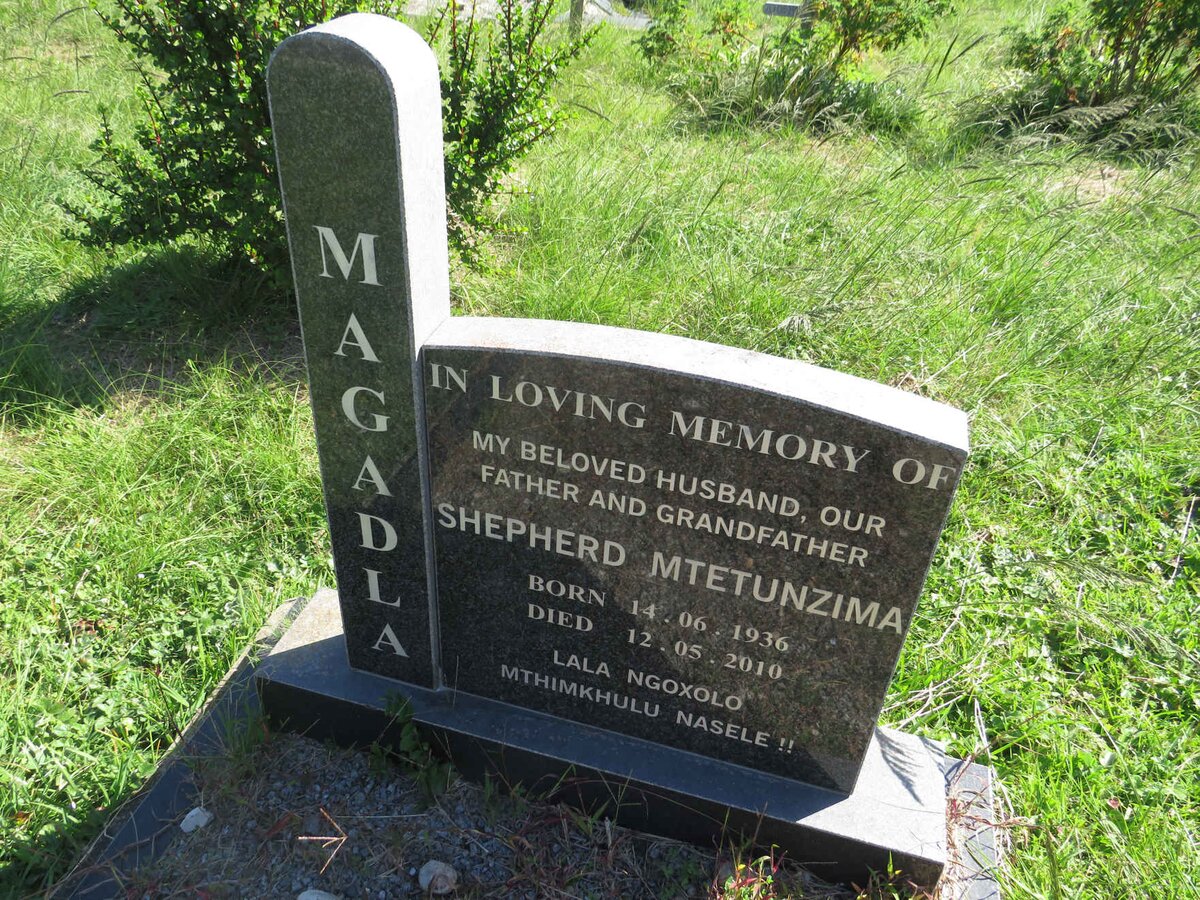 MAGADLA
IN LOVING MEMORY OF
MY BELOVED HUSBAND, OUR
FATHER AND GRANDFATHER
SHEPHERD MTETUNZIMA
BORN 14.06.1936
DIED 12.05.2010
LALA NGOXOLO
MTHIMKHULU NASELE !!